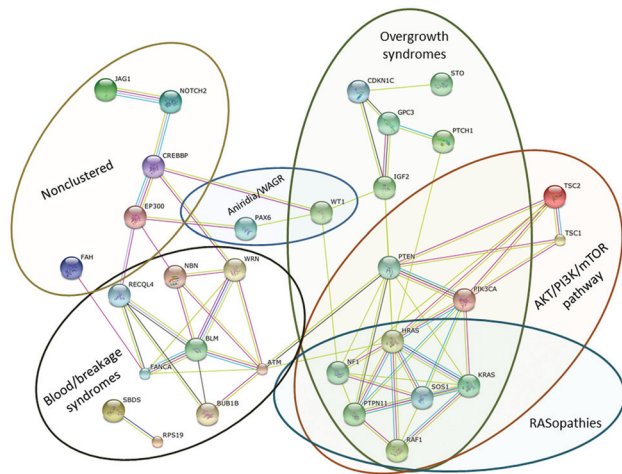 Overgrowth
syndromes
JAG1
NOTCH2
CDKN1C
STO
GPC3
PTCH1
Nonclustered
CREBBP
IGF2
Aniridia/WAGR
TSC2
EP300
PAX6
WT1
TSC1
FAH
NBN
WRN
PTEN
AKT/PI3K/mTOR
pathway
RECQL4
PIK3CA
BLM
HRAS
Blood/breakage
syndromes
FANCA
ATM
NF1
SOS1
KRAS
SBDS
BUB1B
PTPN11
RASopathies
RPS19
RAF1